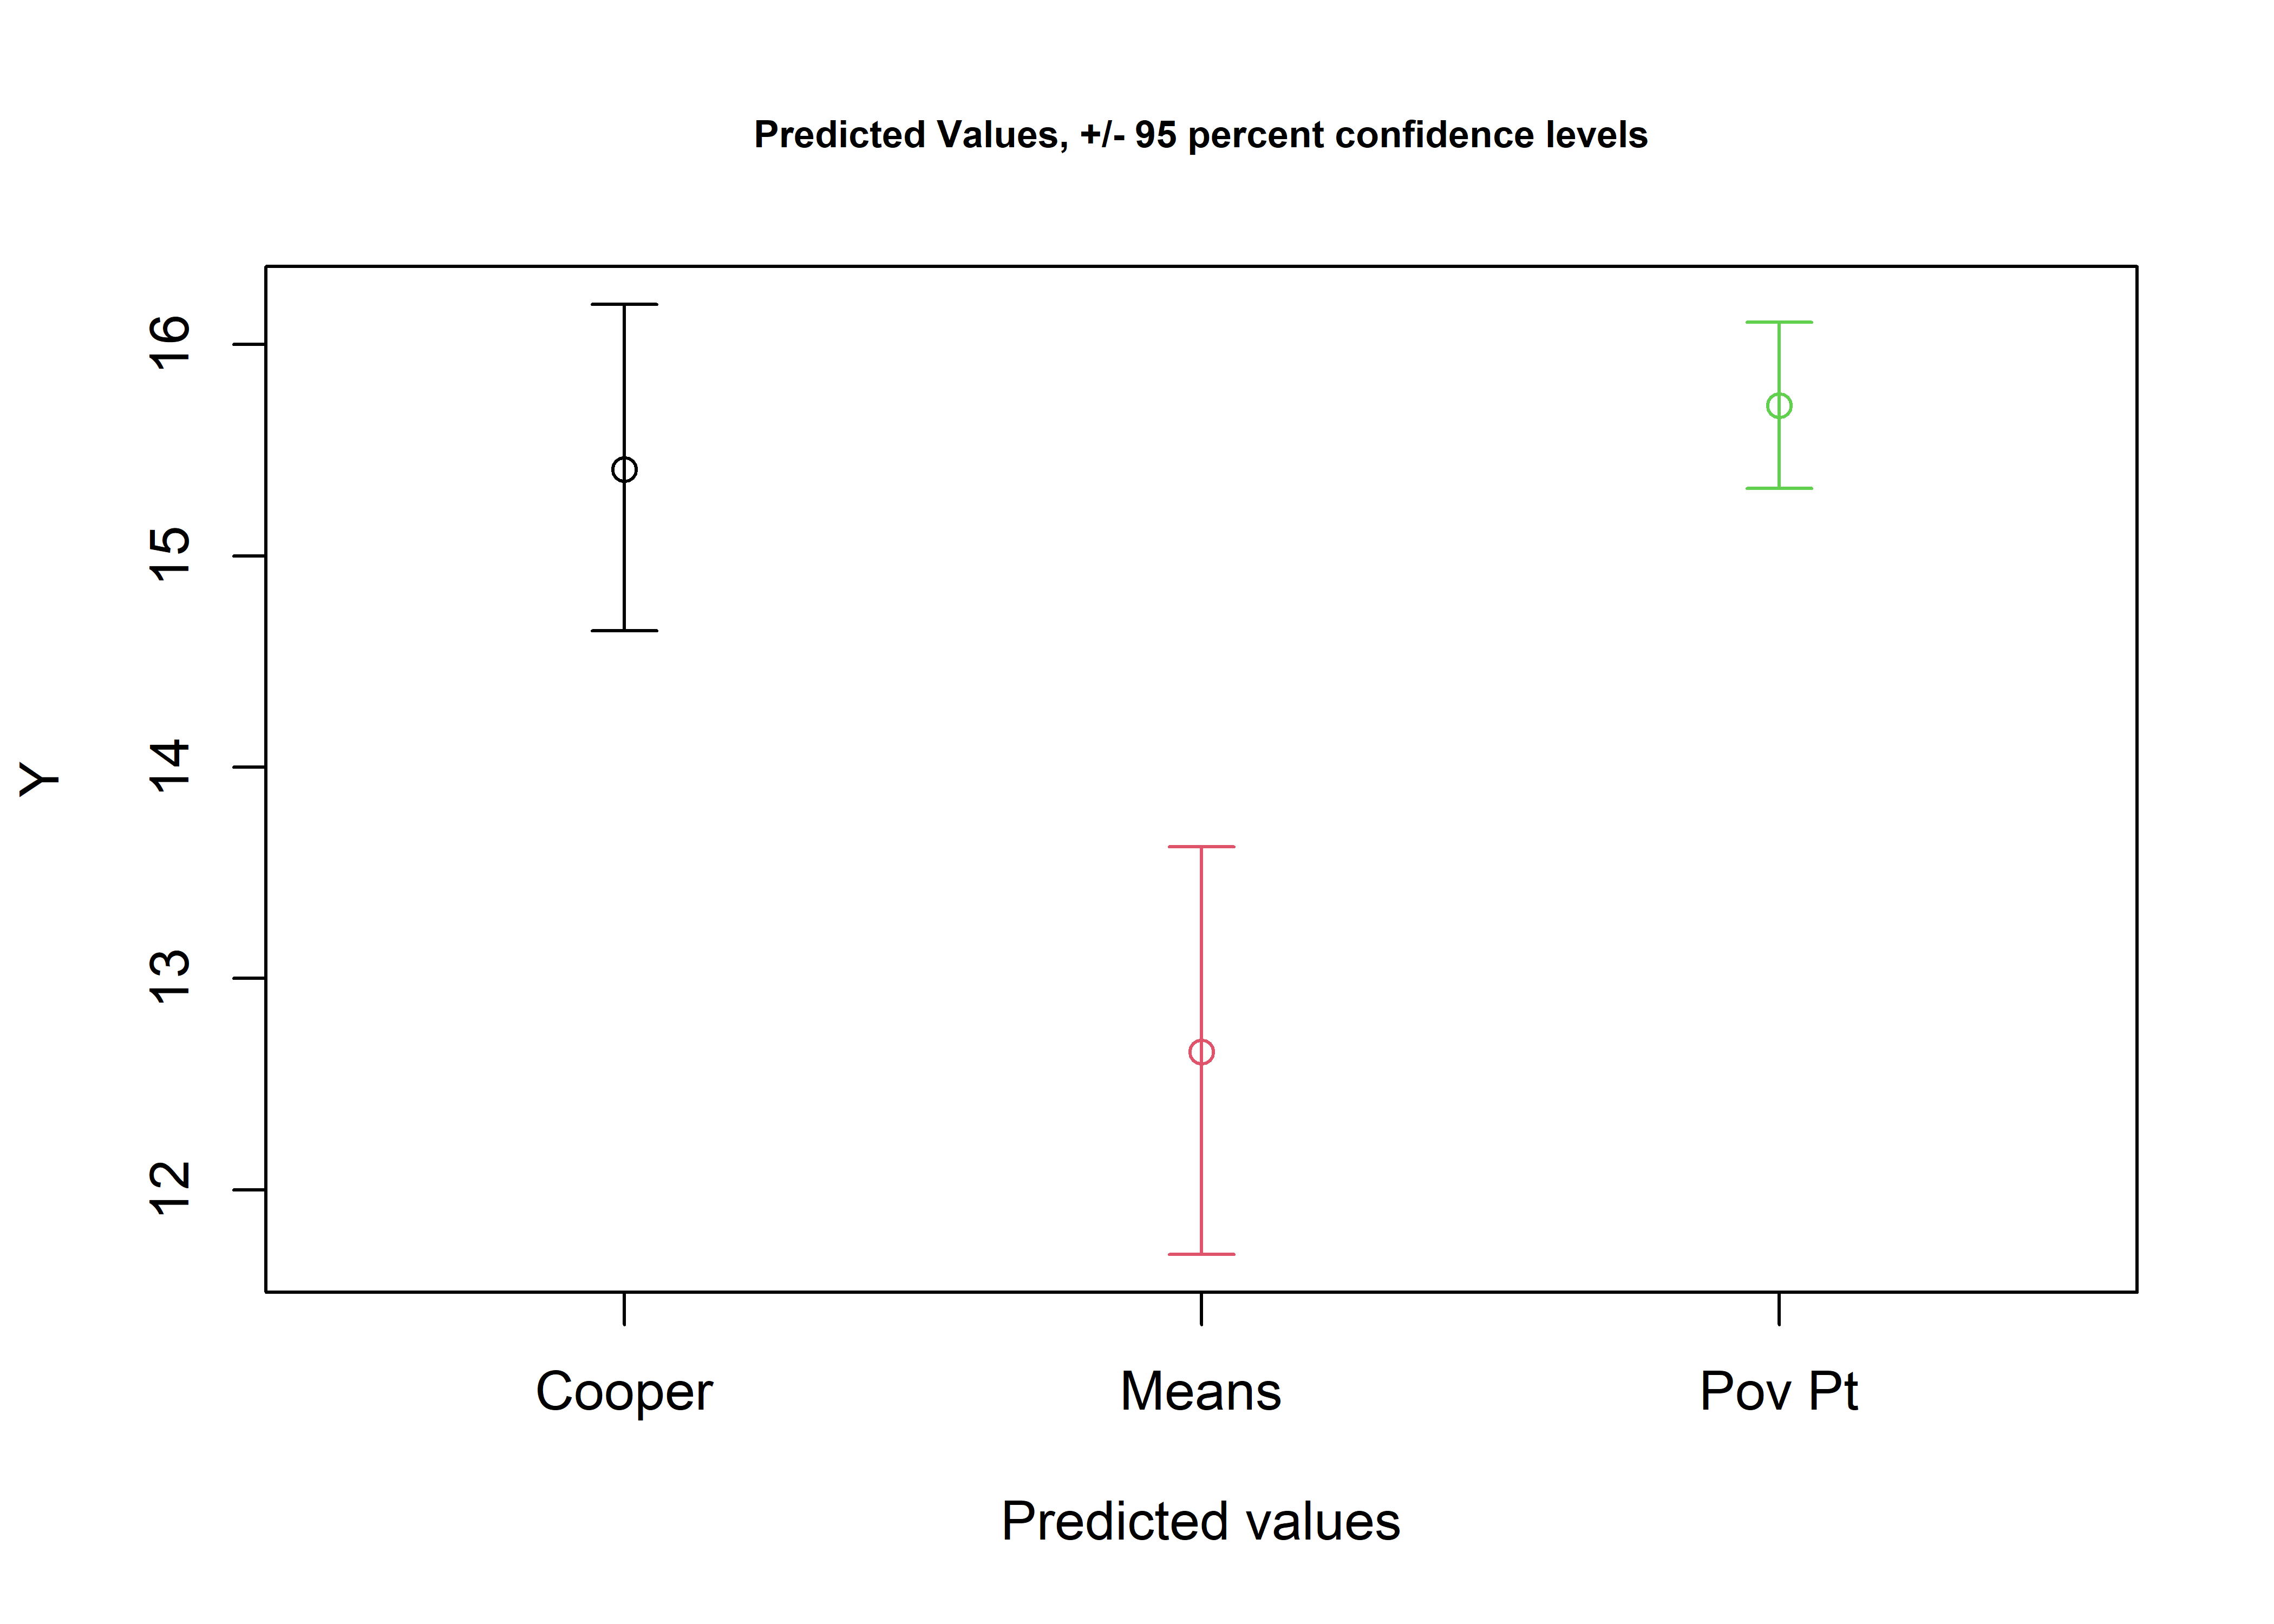 Predicted Values, +/- 95 percent confidence levels
Y
16
15
14
13
12
Cooper Means Pov Pt
Predicted values